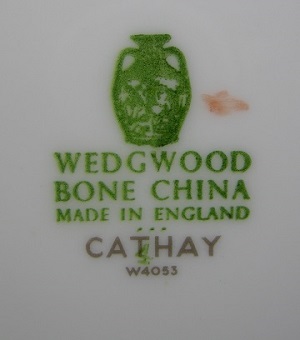 WEDGWOOD
BONE CHINA
MADE IN ENGLAND
...
CATHAY
W4053